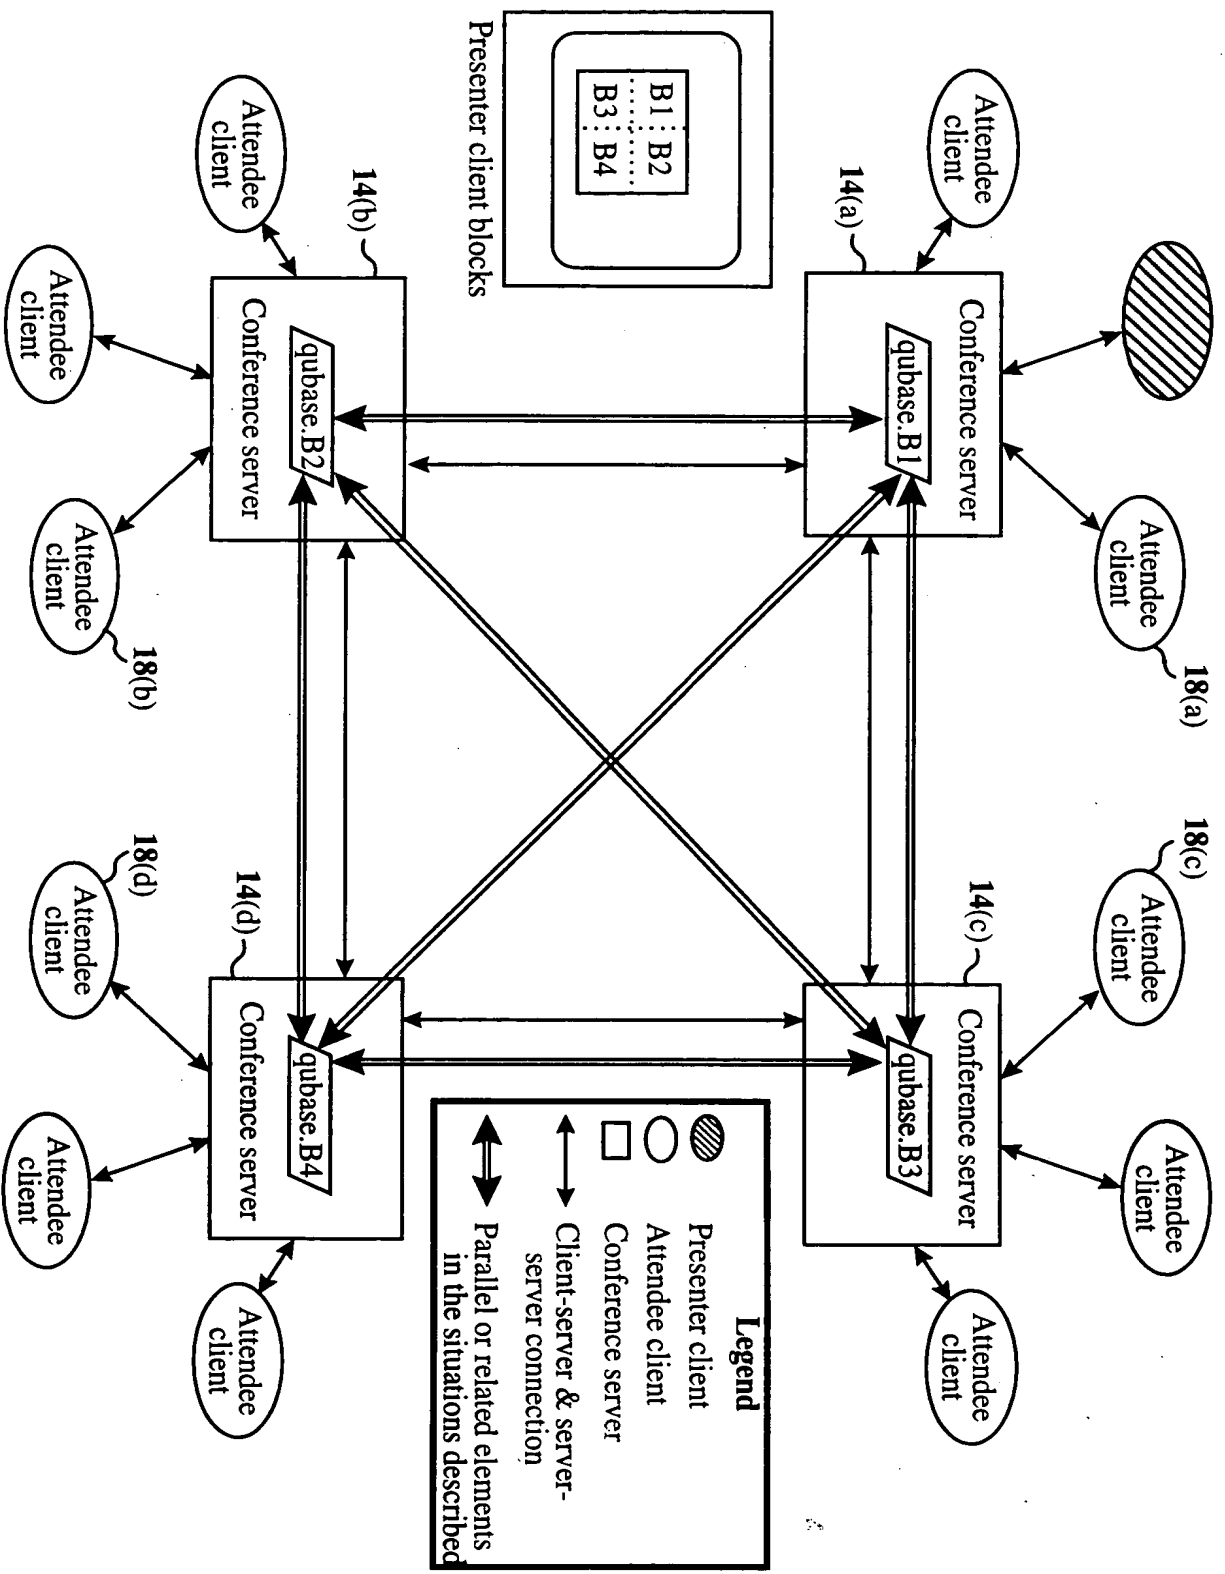 18(a)
18(c)
Attendee
client
Attendee
client
Attendee
client
Attendee
client
14(a)
Conference server
qubase.B1
14(c)
Conference server
qubase.B3
Attendee
client
B1
B2
B3
B4
Presenter client blocks
Legend
Presenter client
Attendee client
Conference server
Client-server & server-
server connection
Parallel or related elements
in the situations described
14(b)
qubase.B2
Conference server
14(d)
qubase.B4
Conference server
Attendee
client
Attendee
client
18(b)
18(d)
Attendee
client
Attendee
client
Attendee
client
Attendee
client